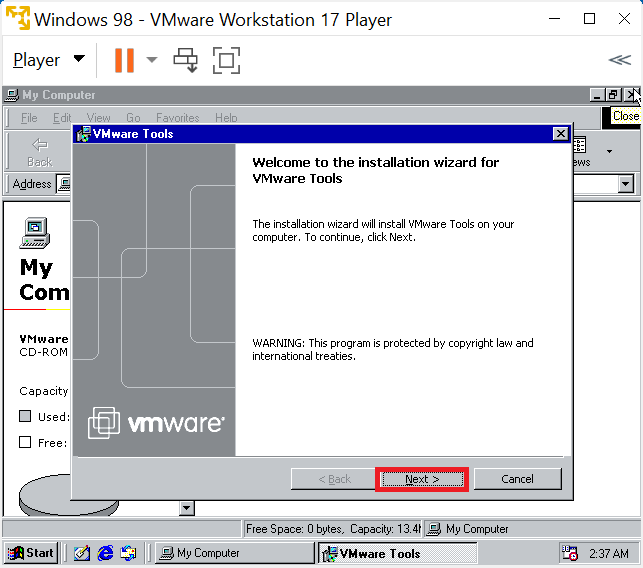 Windows 98 - VMware Workstation 17 Player
Player
My Computer
Close
File Edit View Go Favorites Help
Back
ews
Address
VMware Tools
Welcome to the installation wizard for
VMware Tools
The installation wizard will install VMware Tools on your
computer. To continue, click Next.
WARNING: This program is protected by copyright law and
international treaties.
vmware
< Back Next > Cancel
My
Com
VMware
CD-ROM
Capacity
Used:
Free:
Free Space: 0 bytes, Capacity: 13.4 My Computer
Start My Computer VMware Tools 2:37 AM